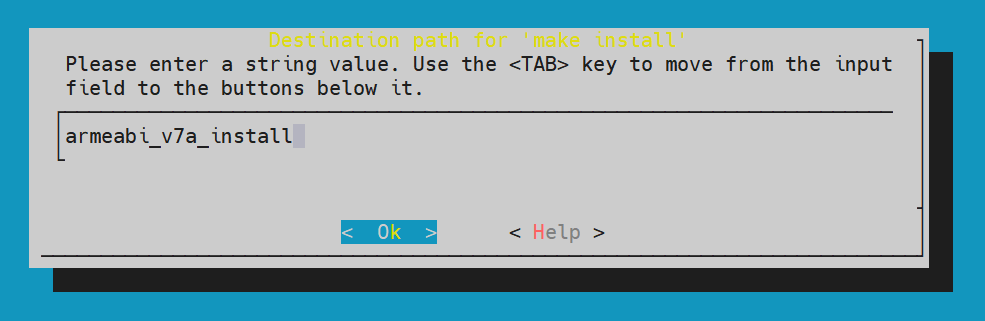 Destination path for 'make install'
Please enter a string value. Use the <TAB> key to move from the input
field to the buttons below it.
armeabi_v7a_install
< Ok > < Help >